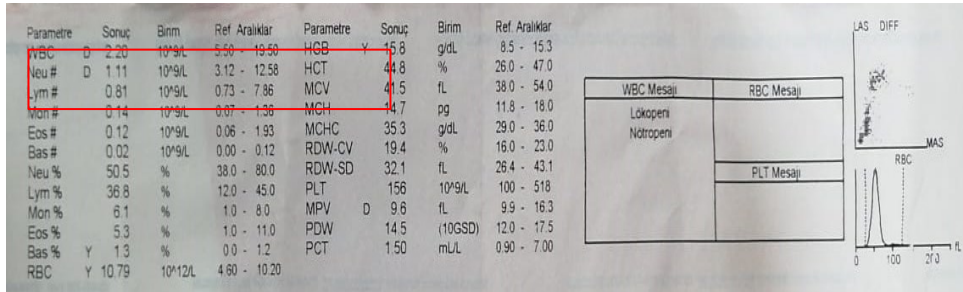 Parametre Sonuç Birim Ref. Aralıklar Parametre Sonuç Birim Ref. Aralıklar
WBC D 2.20 10^9/L 5.50 - 19.50 HGB Y 15.8 g/dL 8.5 - 15.3
Neu # D 1.11 10^9/L 3.12 - 12.58 HCT 44.8 % 26.0 - 47.0
Lym # 0.81 10^9/L 0.73 - 7.86 MCV 41.5 fL 38.0 - 54.0
Mon # 0.14 10^9/L 0.07 - 1.36 MCH 14.7 pg 11.8 - 18.0
Eos # 0.12 10^9/L 0.06 - 1.93 MCHC 35.3 g/dL 29.0 - 36.0
Bas # 0.02 10^9/L 0.00 - 0.12 RDW-CV 19.4 % 16.0 - 23.0
Neu % 50.5 % 38.0 - 80.0 RDW-SD 32.1 fL 26.4 - 43.1
Lym % 36.8 % 12.0 - 45.0 PLT 156 10^9/L 100 - 518
Mon % 6.1 % 1.0 - 8.0 MPV D 9.6 fL 9.9 - 16.3
Eos % 5.3 % 1.0 - 11.0 PDW 14.5 (10GSD) 12.0 - 17.5
Bas % Y 1.3 % 0.0 - 1.2 PCT 1.50 mL/L 0.90 - 7.00
RBC Y 10.79 10^12/L 4.60 - 10.20
WBC Mesajı RBC Mesajı
Lökopeni
Nötropeni
PLT Mesajı
LAS DIFF
MAS
RBC
0 100 200 fL